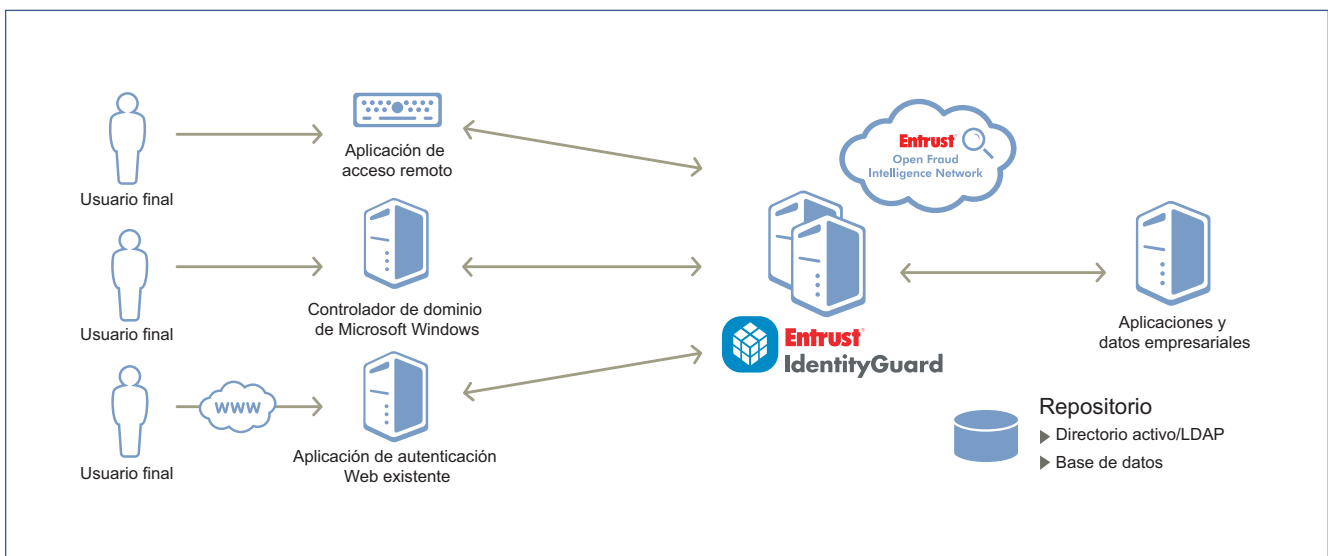 Usuario final
Aplicación de
acceso remoto
Entrust®
Open Fraud
Intelligence Network
Usuario final
Controlador de dominio
de Microsoft Windows
Entrust®
IdentityGuard
Aplicaciones y
datos empresariales
Usuario final
WWW
Aplicación de autenticación
Web existente
Repositorio
Directorio activo/LDAP
Base de datos